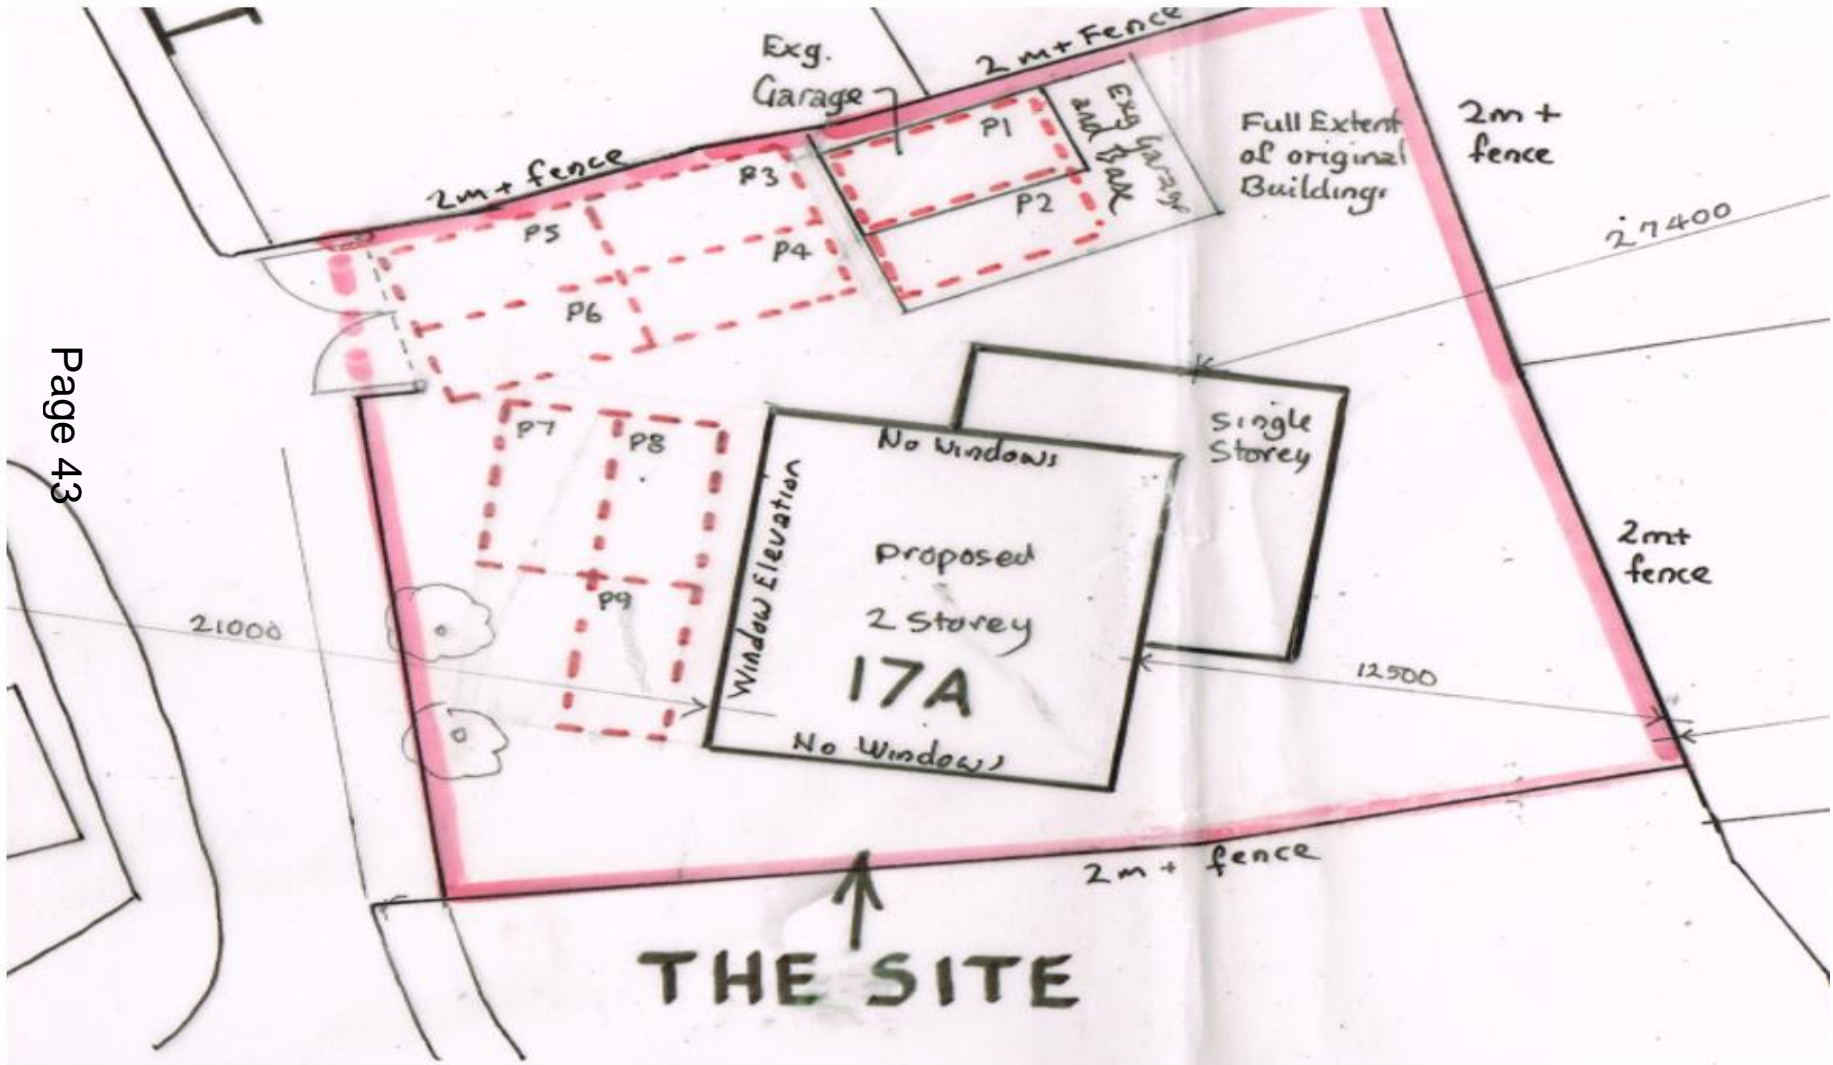 Exg.
Garage
2 m+ Fence
2m+ fence
P1
P2
P3
P4
P5
P6
P7
P8
P9
Exg Garage
and Base
Full Extent
of original
Buildings
2m+
fence
27400
Single
Storey
No Windows
Window Elevation
Proposed
2 Storey
17A
No Windows
21000
12500
2m+
fence
2m+ fence
THE SITE
Page 43